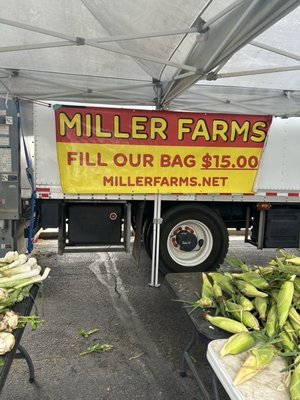 MILLER FARMS
FILL OUR BAG $15.00
MILLERFARMS.NET